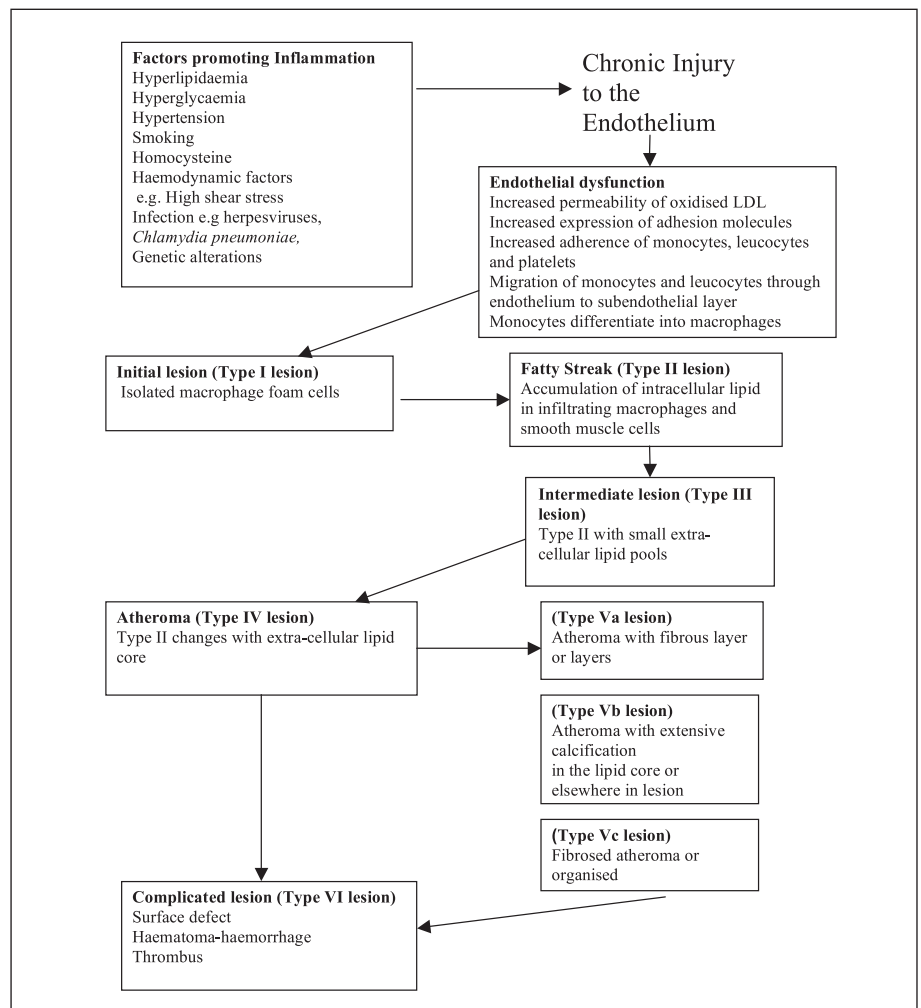 Factors promoting Inflammation
Hyperlipidaemia
Hyperglycaemia
Hypertension
Smoking
Homocysteine
Haemodynamic factors
e.g. High shear stress
Infection e.g herpesviruses,
Chlamydia pneumoniae,
Genetic alterations
Chronic Injury
to the
Endothelium
Endothelial dysfunction
Increased permeability of oxidised LDL
Increased expression of adhesion molecules
Increased adherence of monocytes, leucocytes
and platelets
Migration of monocytes and leucocytes through
endothelium to subendothelial layer
Monocytes differentiate into macrophages
Initial lesion (Type I lesion)
Isolated macrophage foam cells
Fatty Streak (Type II lesion)
Accumulation of intracellular lipid
in infiltrating macrophages and
smooth muscle cells
Intermediate lesion (Type III
lesion)
Type II with small extra-
cellular lipid pools
Atheroma (Type IV lesion)
Type II changes with extra-cellular lipid
core
(Type Va lesion)
Atheroma with fibrous layer
or layers
(Type Vb lesion)
Atheroma with extensive
calcification
in the lipid core or
elsewhere in lesion
(Type Vc lesion)
Fibrosed atheroma or
organised
Complicated lesion (Type VI lesion)
Surface defect
Haematoma-haemorrhage
Thrombus